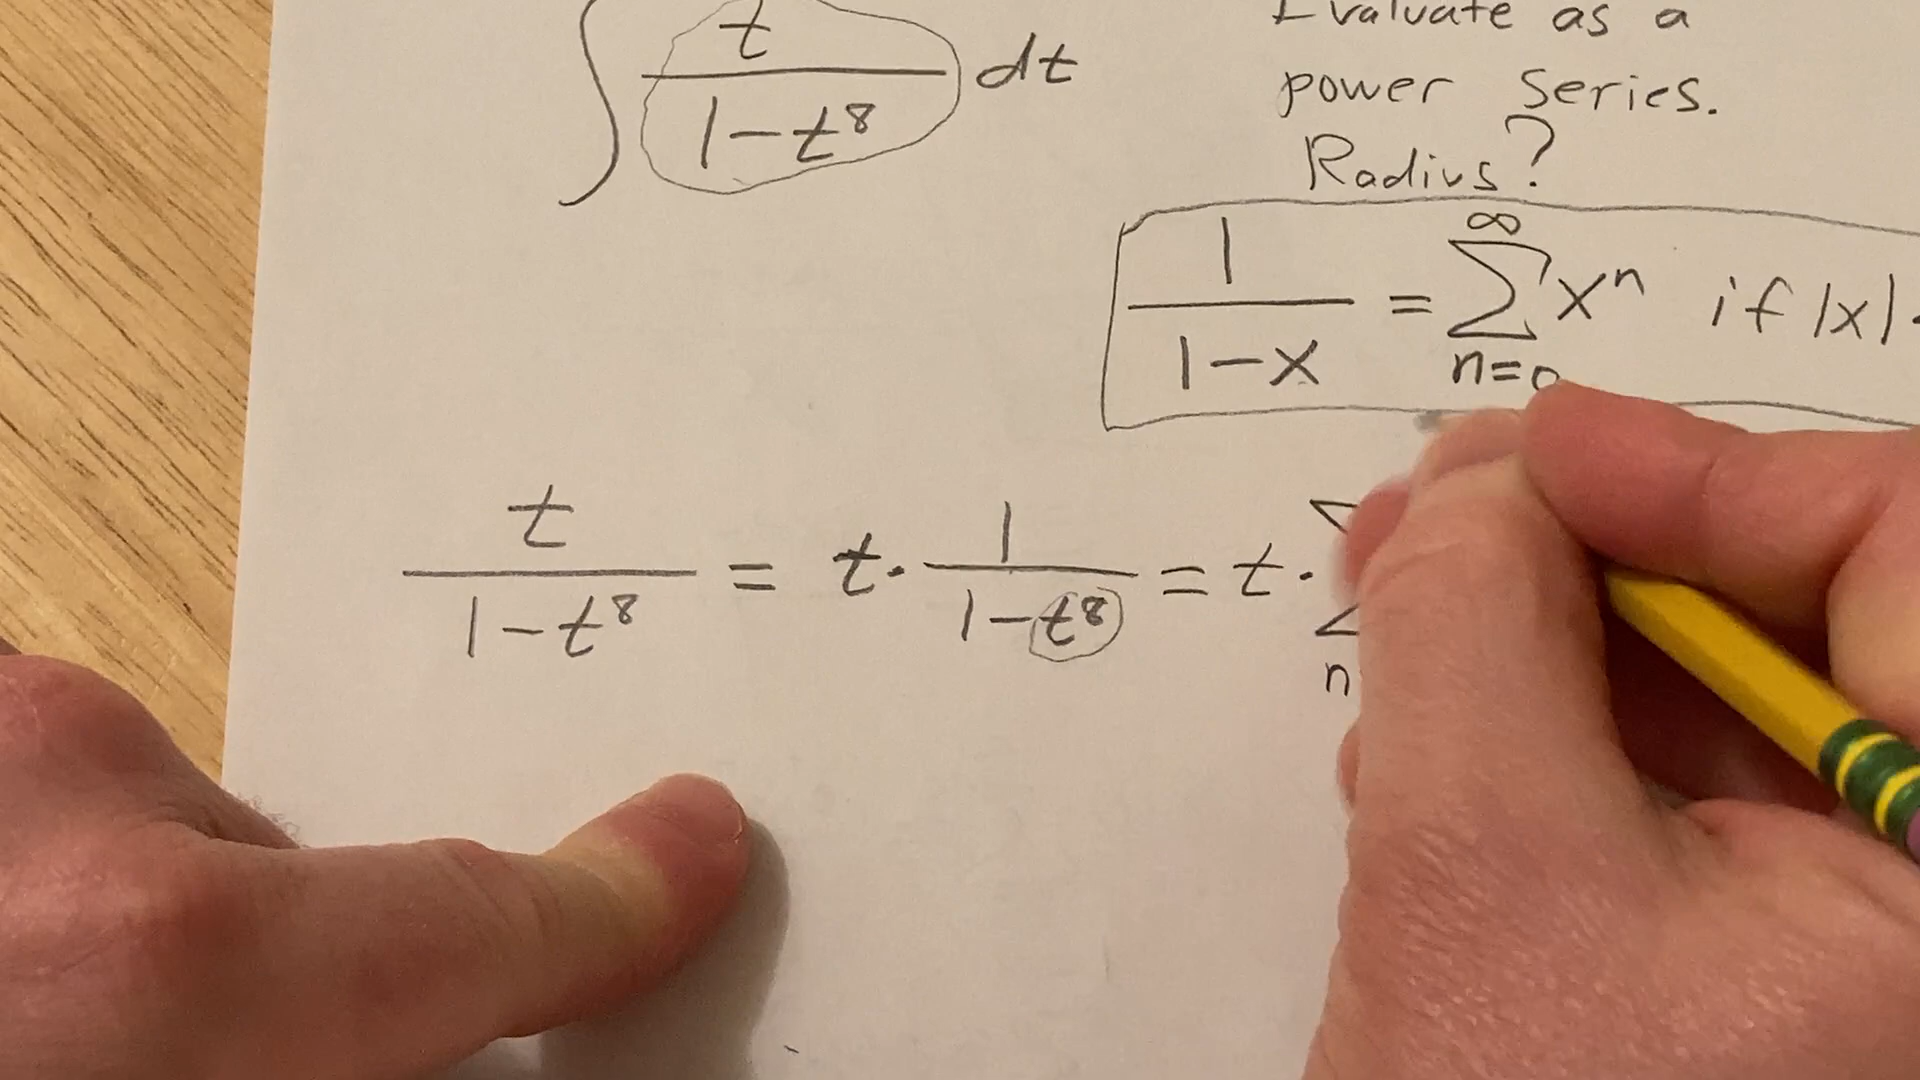 ∫ t / (1 - t⁸) dt
Evaluate as a
power series.
Radius?
1 / (1 - x) = ∑ n=0 ∞ xⁿ if |x|
t / (1 - t⁸) = t · 1 / (1 - t⁸) = t · ∑ n